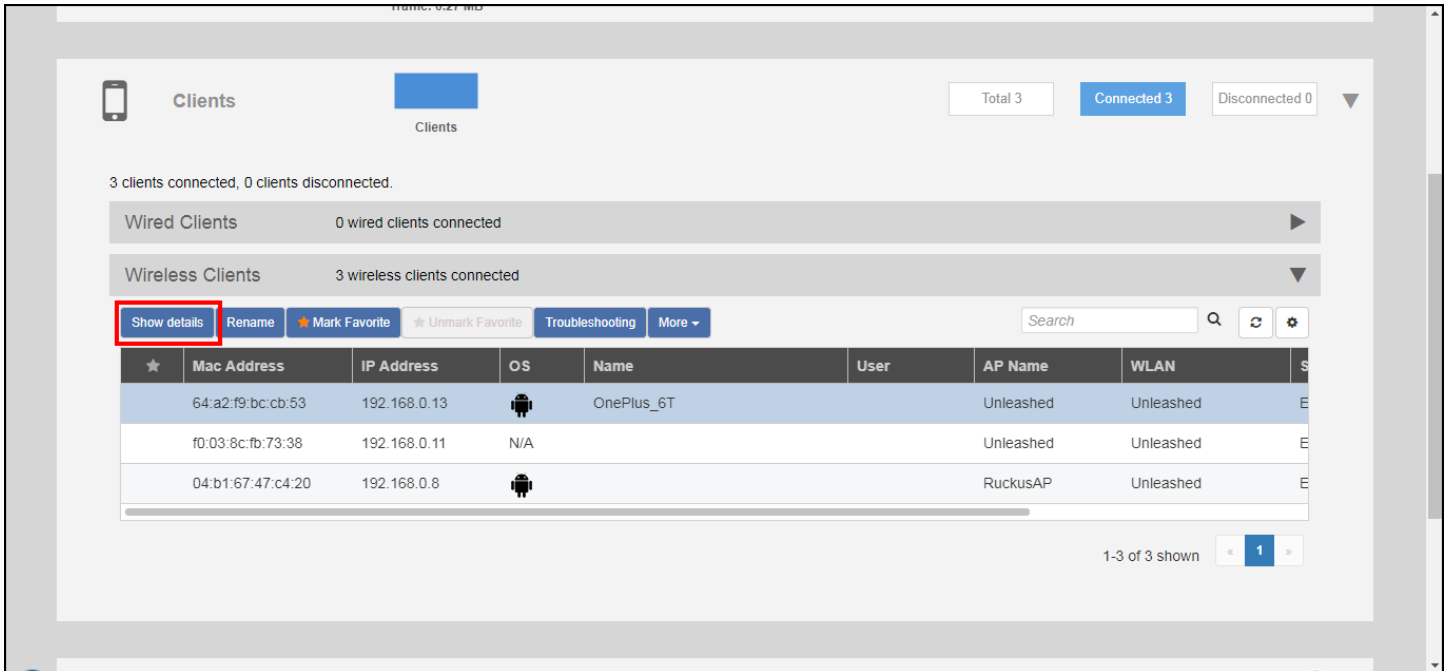 Traffic: 0.27 MB
Clients
Clients
Total 3
Connected 3
Disconnected 0
3 clients connected, 0 clients disconnected.
Wired Clients 0 wired clients connected
Wireless Clients 3 wireless clients connected
Show details Rename Mark Favorite Unmark Favorite Troubleshooting More Search
Mac Address IP Address OS Name User AP Name WLAN S
64:a2:f9:bc:cb:53 192.168.0.13 OnePlus_6T Unleashed Unleashed E
f0:03:8c:fb:73:38 192.168.0.11 N/A Unleashed Unleashed E
04:b1:67:47:c4:20 192.168.0.8 RuckusAP Unleashed E
1-3 of 3 shown « 1 »